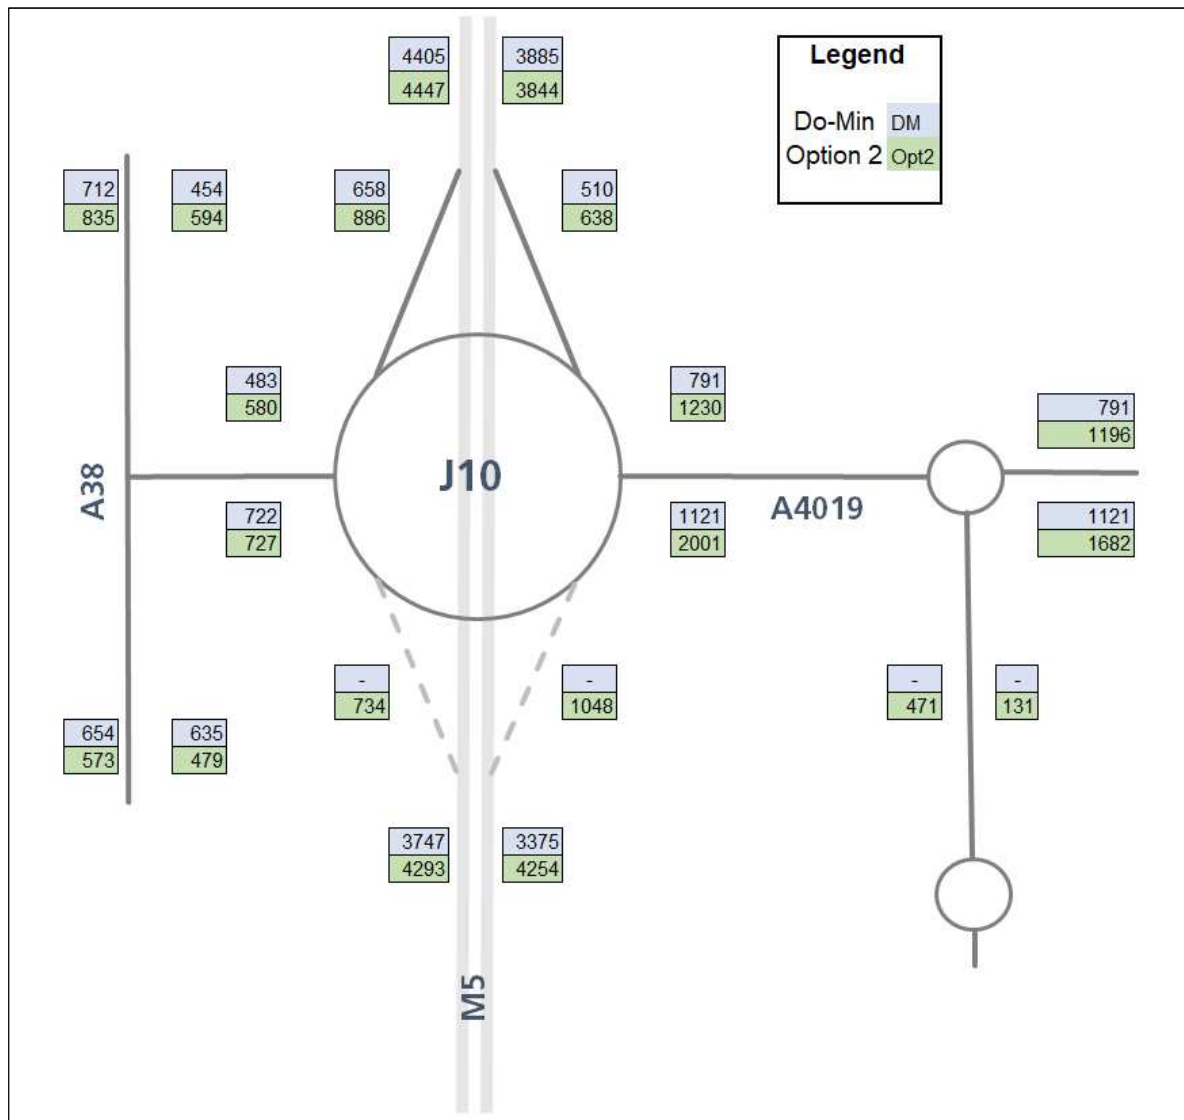 4405 3885
4447 3844
Legend
Do-Min DM
Option 2 Opt2
712 454 658 510
835 594 886 638
483 791
580 1230
791
1196
J10
A38
A4019
722 1121 1121
727 2001 1682
- - - -
734 1048 471 131
654 635
573 479
3747 3375
4293 4254
M5